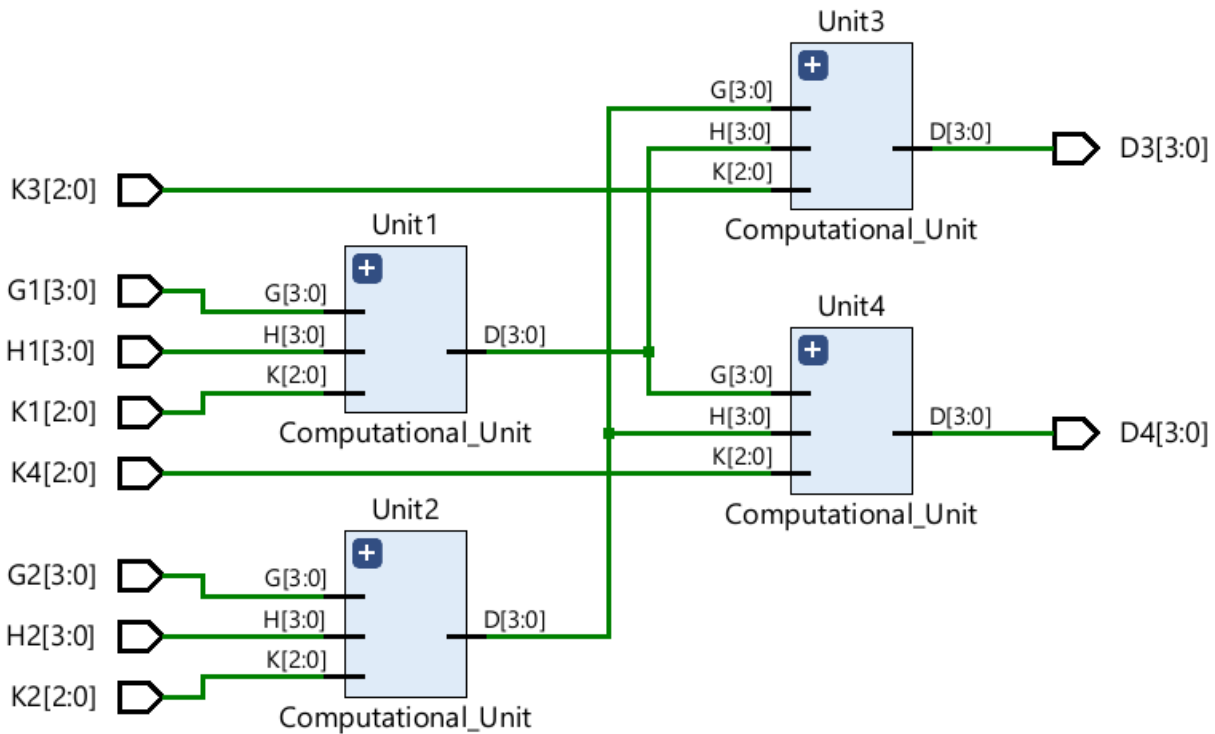 Unit3
G[3:0]
H[3:0]
K[2:0]
D[3:0]
D3[3:0]
Computational_Unit
K3[2:0]
Unit1
G1[3:0]
H1[3:0]
K1[2:0]
G[3:0]
H[3:0]
K[2:0]
D[3:0]
Computational_Unit
Unit4
G[3:0]
H[3:0]
K[2:0]
D[3:0]
D4[3:0]
Computational_Unit
K4[2:0]
Unit2
G2[3:0]
H2[3:0]
K2[2:0]
G[3:0]
H[3:0]
K[2:0]
D[3:0]
Computational_Unit